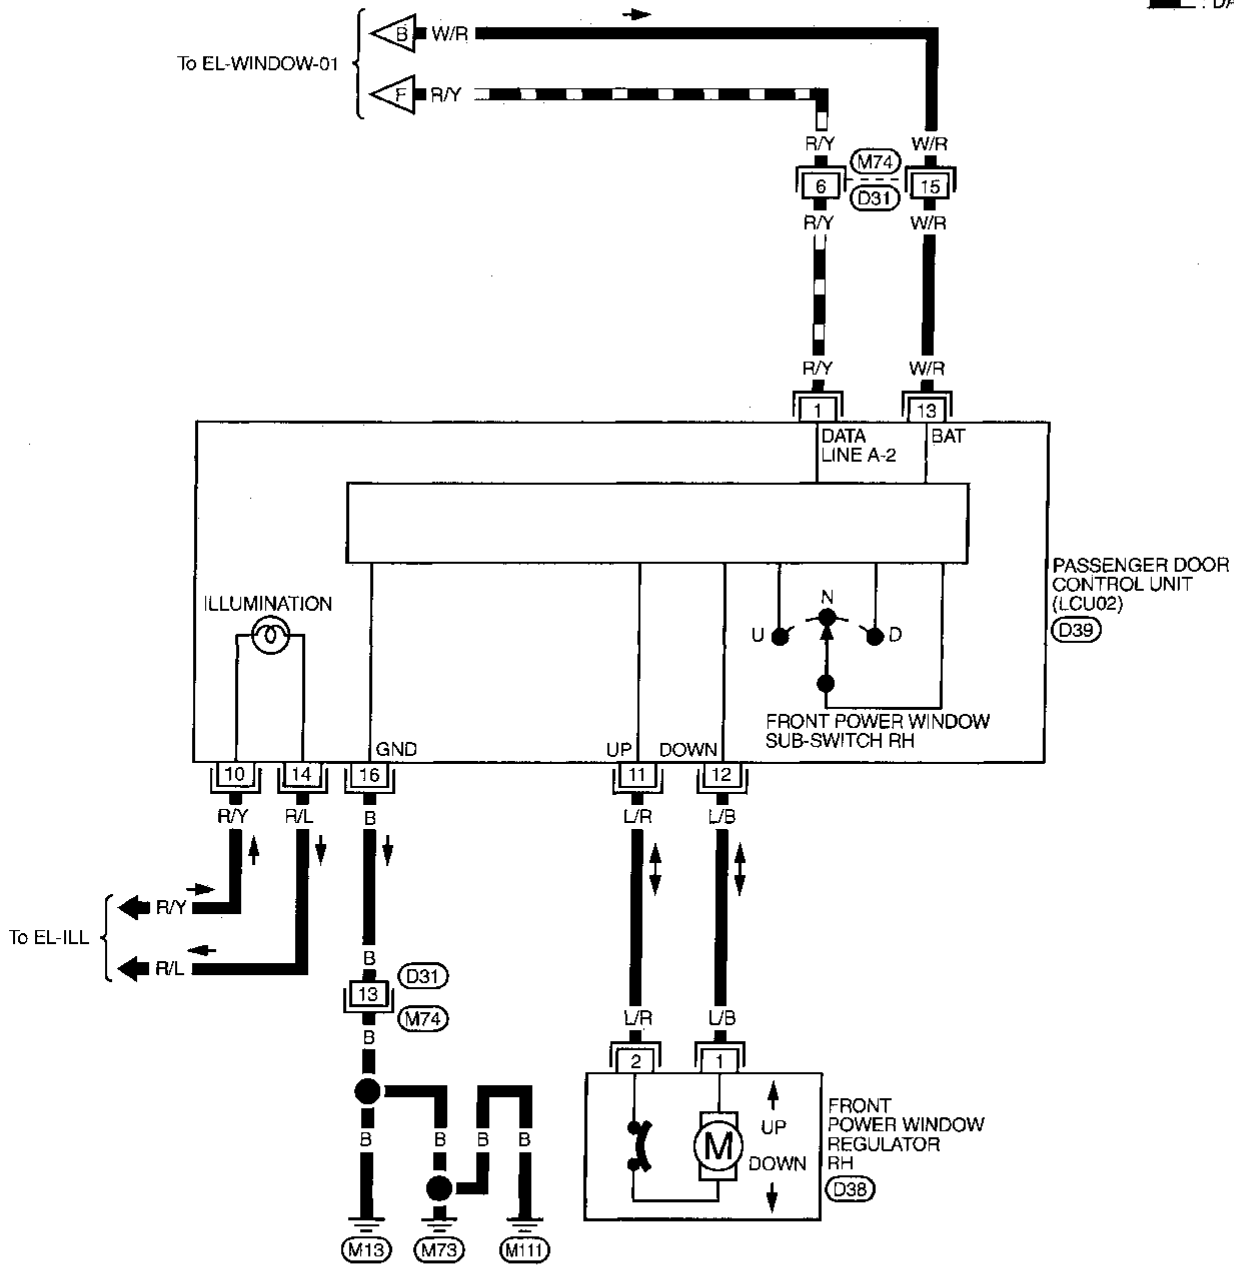 : DA
B W/R
To EL-WINDOW-01
F R/Y
R/Y W/R
M74
6 15
D31
R/Y W/R
R/Y W/R
1 13
DATA LINE A-2
BAT
PASSENGER DOOR
CONTROL UNIT
(LCU02)
D39
ILLUMINATION
N
U D
FRONT POWER WINDOW
SUB-SWITCH RH
GND UP DOWN
10 14 16 11 12
R/Y R/L B L/R L/B
R/Y
To EL-ILL
R/L
B D31
13
M74
B
L/R L/B
2 1
FRONT
POWER WINDOW
REGULATOR
RH
D38
UP
M
DOWN
B B B B
M13 M73 M111